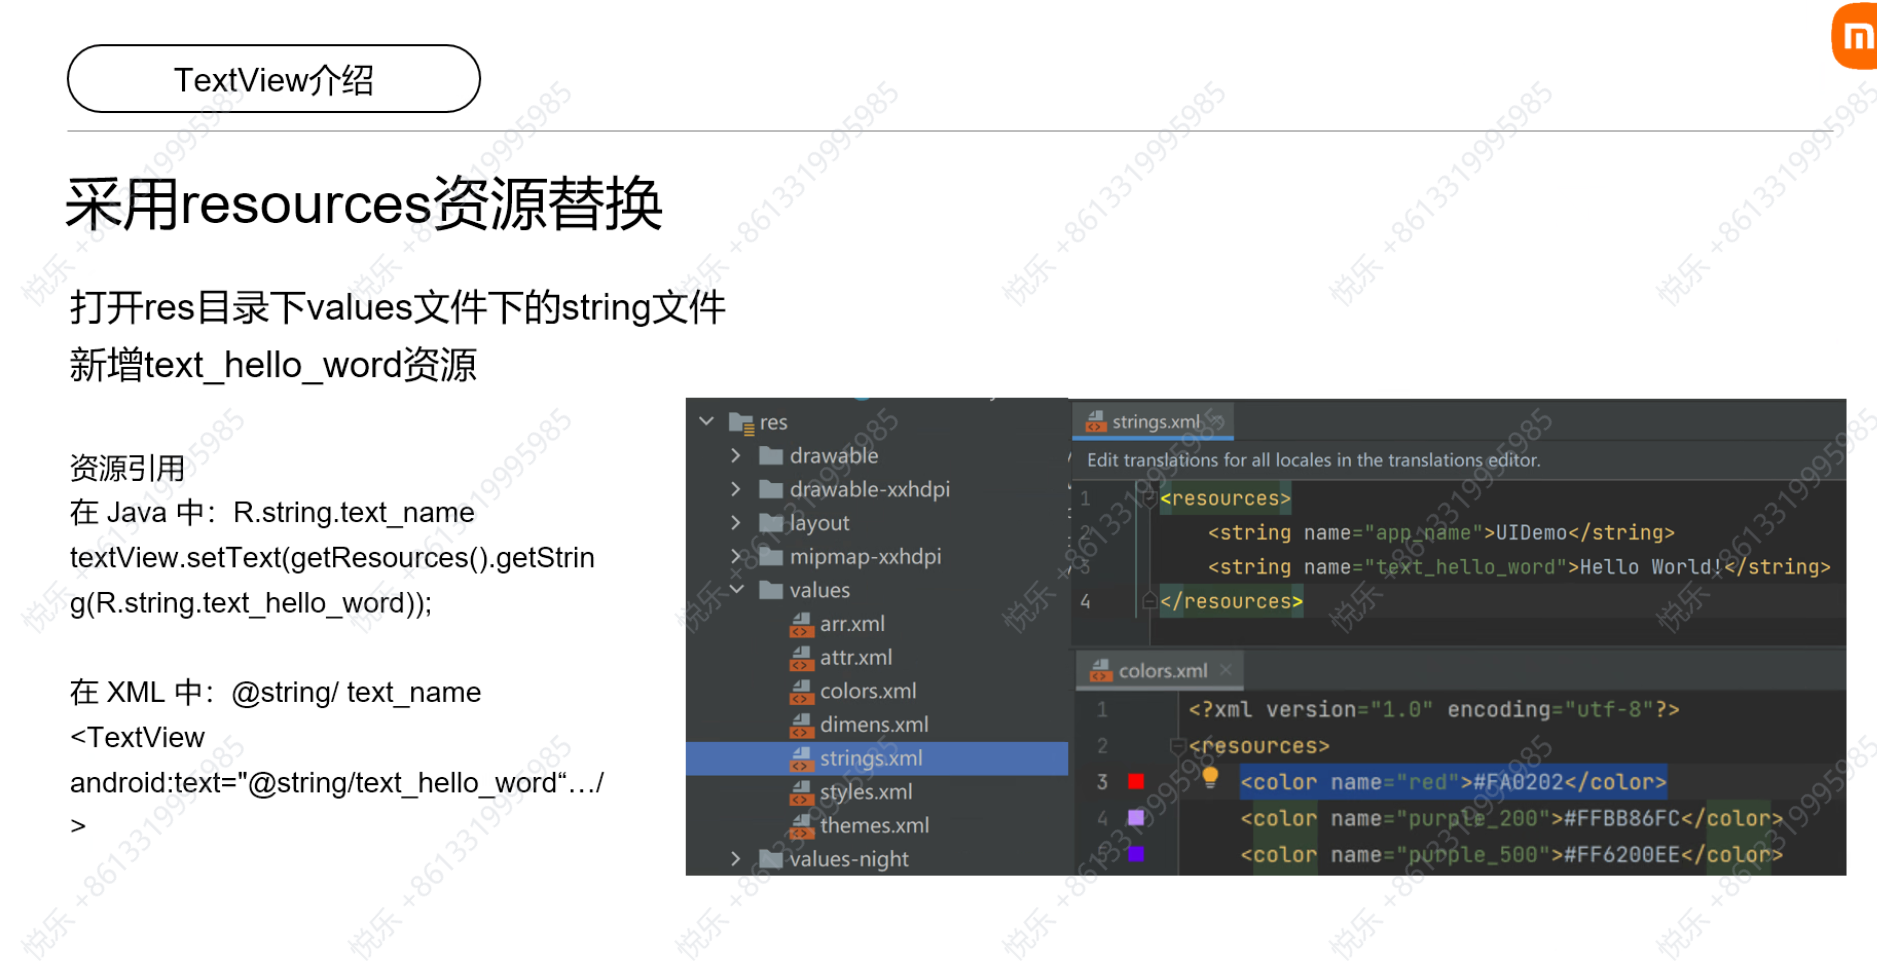 TextView介绍
采用resources资源替换
打开res目录下values文件下的string文件
新增text_hello_word资源
资源引用
在 Java 中：R.string.text_name
textView.setText(getResources().getStrin
g(R.string.text_hello_word));
在 XML 中：@string/ text_name
<TextView
android:text="@string/text_hello_word“…/
>
res
drawable
drawable-xxhdpi
layout
mipmap-xxhdpi
values
arr.xml
attr.xml
colors.xml
dimens.xml
strings.xml
styles.xml
themes.xml
values-night
strings.xml
Edit translations for all locales in the translations editor.
1 <resources>
2 <string name="app_name">UIDemo</string>
3 <string name="text_hello_word">Hello World!</string>
4 </resources>
colors.xml
1 <?xml version="1.0" encoding="utf-8"?>
2 <resources>
3 <color name="red">#FA0202</color>
4 <color name="purple_200">#FFBB86FC</color>
5 <color name="purple_500">#FF6200EE</color>
悦乐 +8613319995985